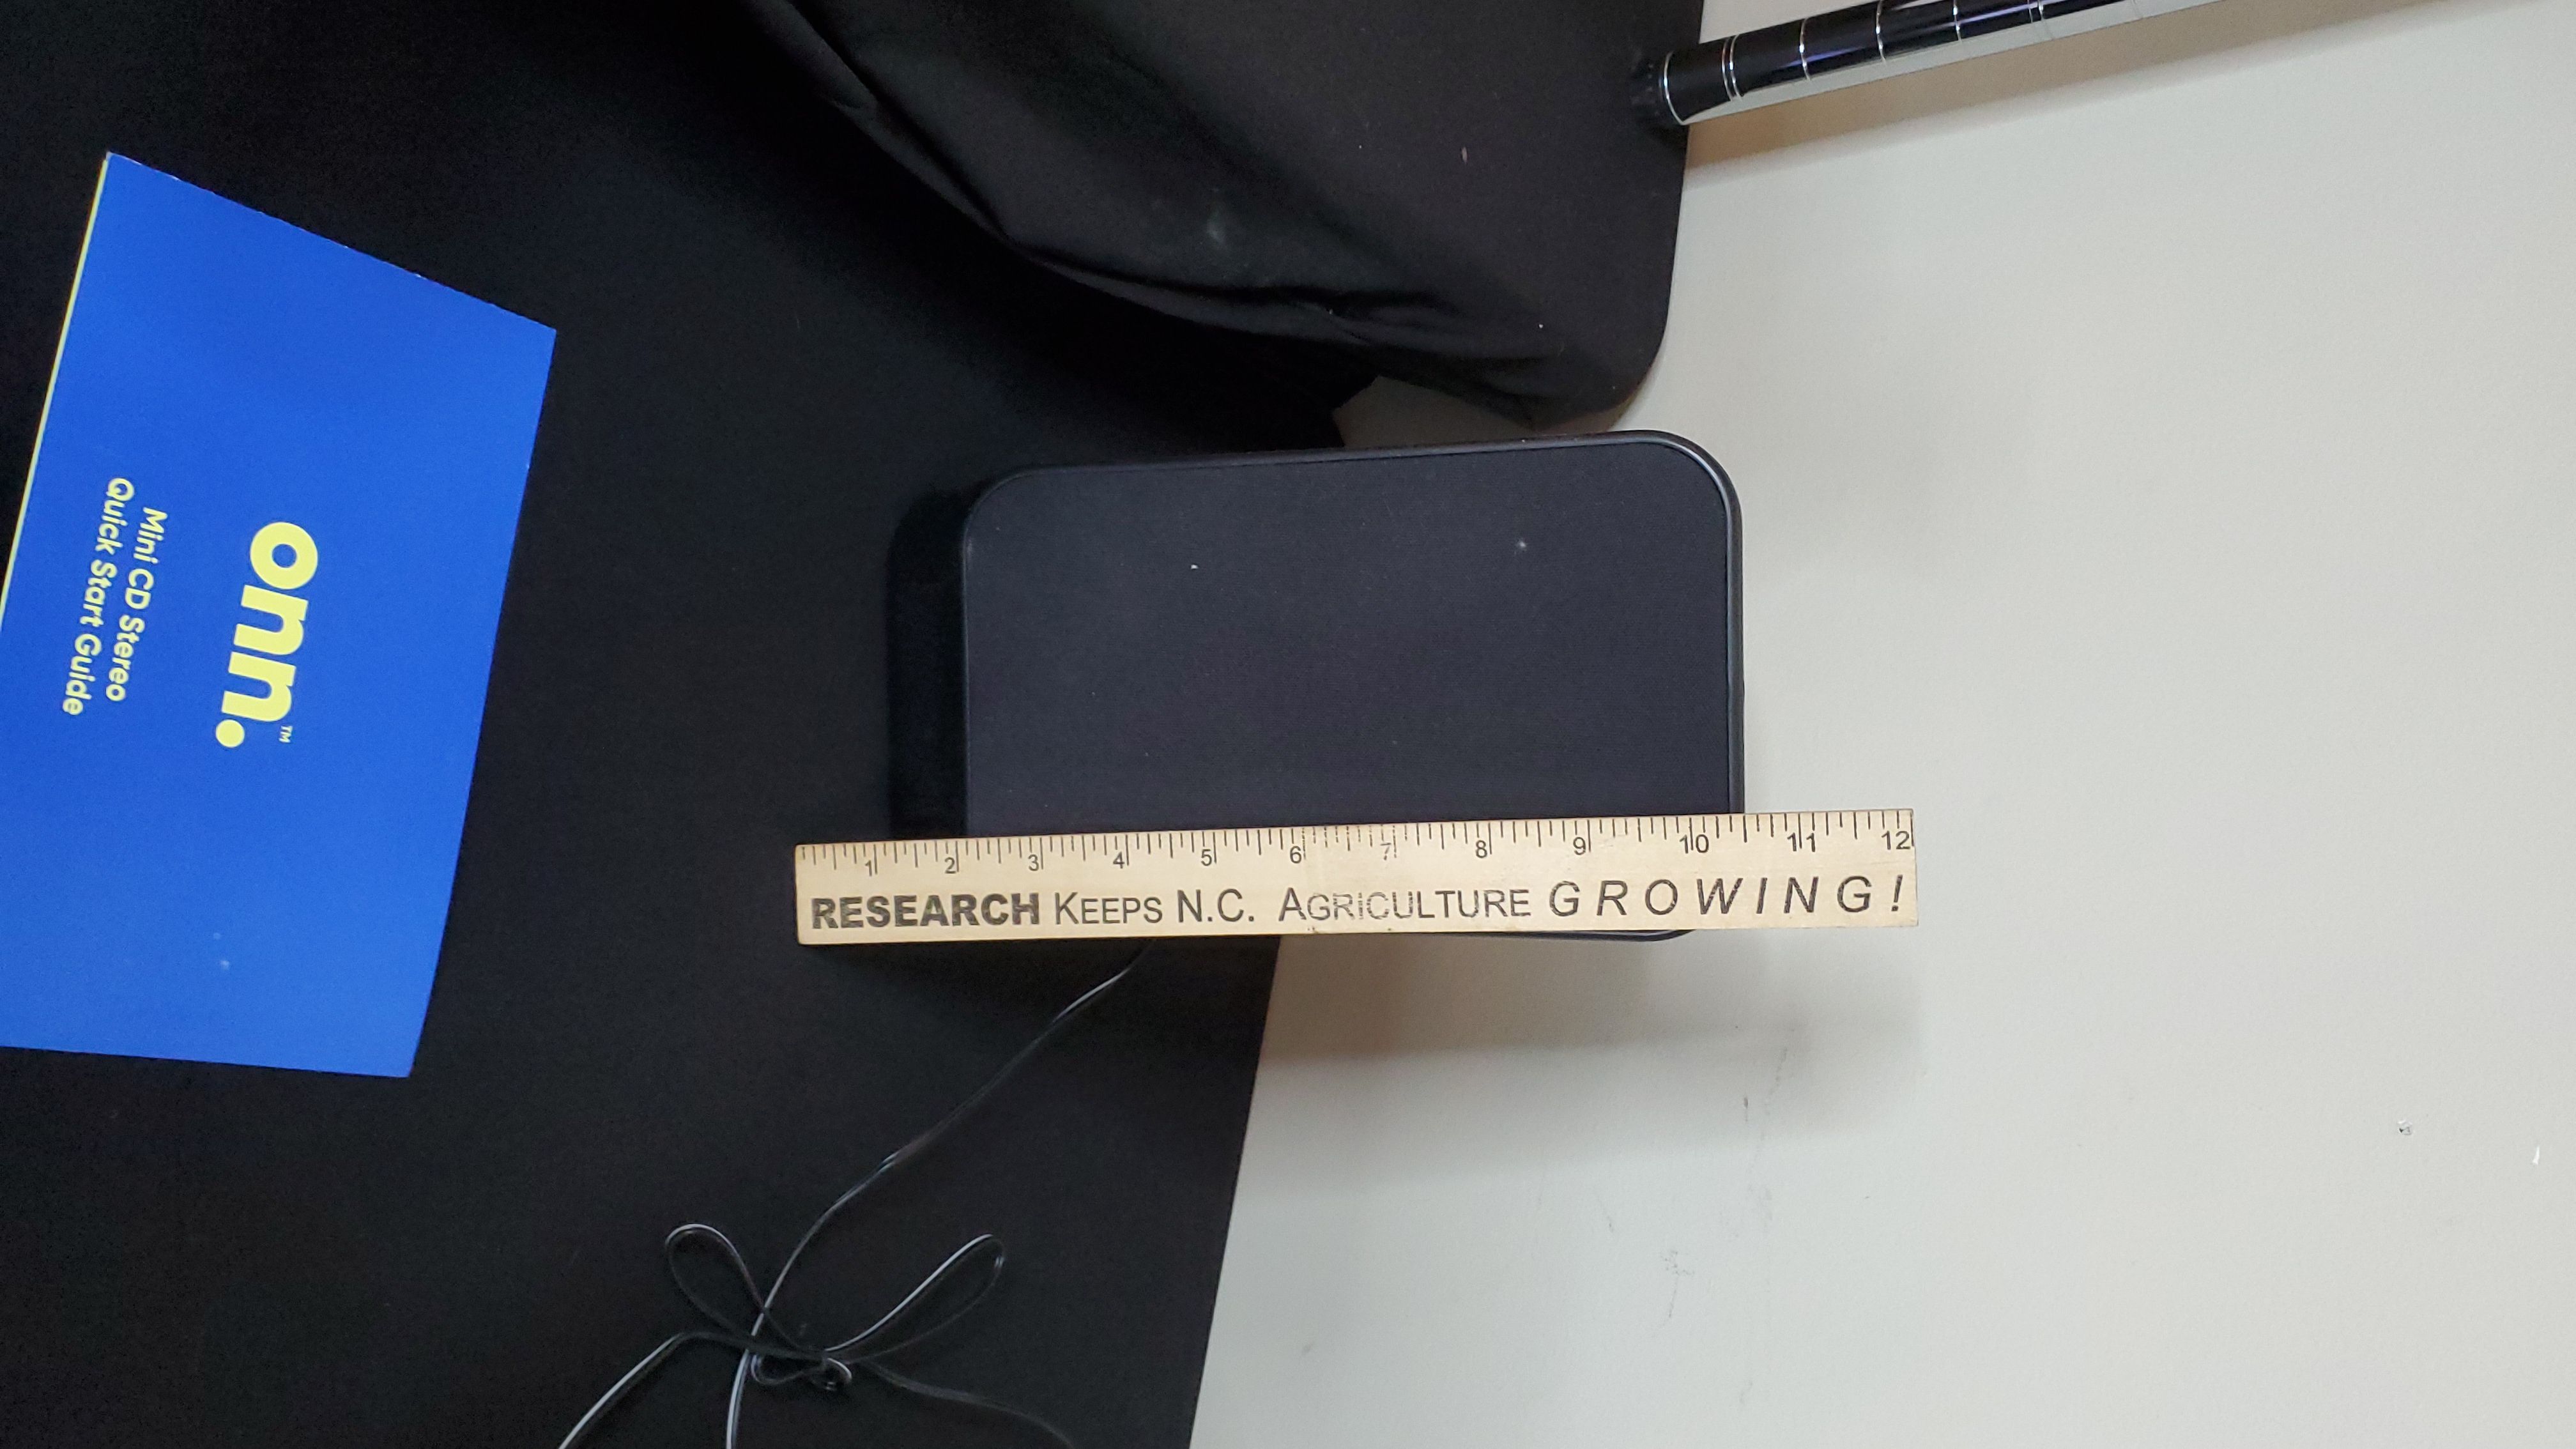 onn.™
Mini CD Stereo
Quick Start Guide
1 2 3 4 5 6 7 8 9 10 11 12
RESEARCH KEEPS N.C. AGRICULTURE GROWING!